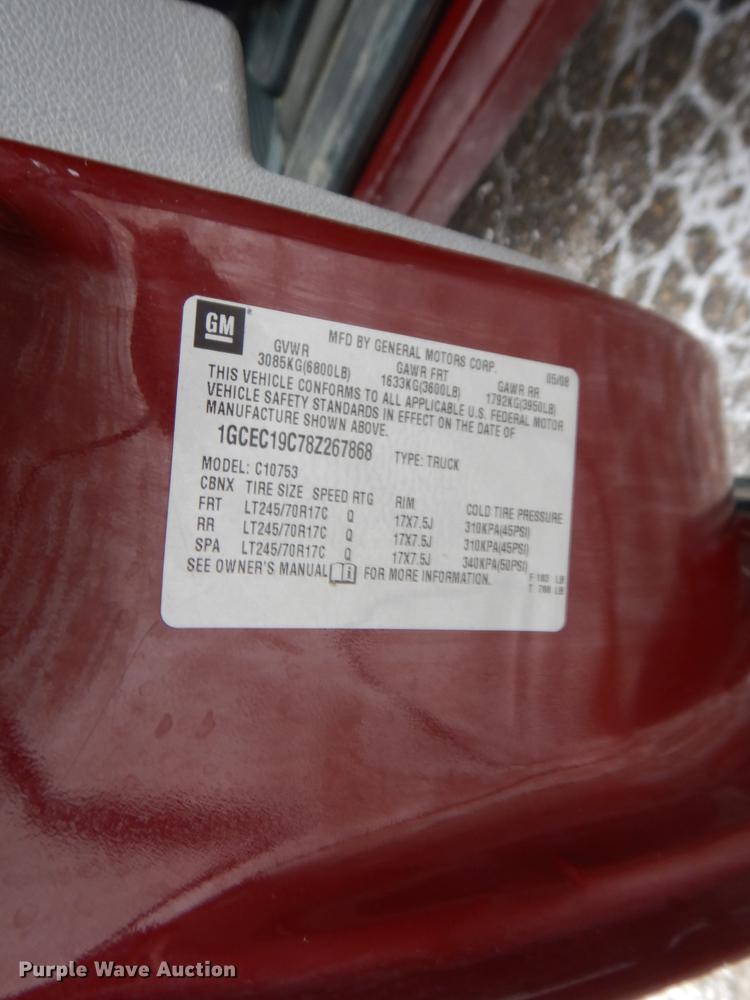 GM
MFD BY GENERAL MOTORS CORP.
05/08
GVWR GAWR FRT GAWR RR
3085KG(6800LB) 1633KG(3600LB) 1792KG(3950LB)
THIS VEHICLE CONFORMS TO ALL APPLICABLE U.S. FEDERAL MOTOR
VEHICLE SAFETY STANDARDS IN EFFECT ON THE DATE OF
MANUFACTURE SHOWN ABOVE.
1GCEC19C78Z267868 TYPE: TRUCK
MODEL: C10753
CBNX TIRE SIZE SPEED RTG RIM COLD TIRE PRESSURE
FRT LT245/70R17C Q 17X7.5J 310KPA(45PSI)
RR LT245/70R17C Q 17X7.5J 310KPA(45PSI)
SPA LT245/70R17C Q 17X7.5J 340KPA(50PSI)
SEE OWNER'S MANUAL FOR MORE INFORMATION.
Purple Wave Auction